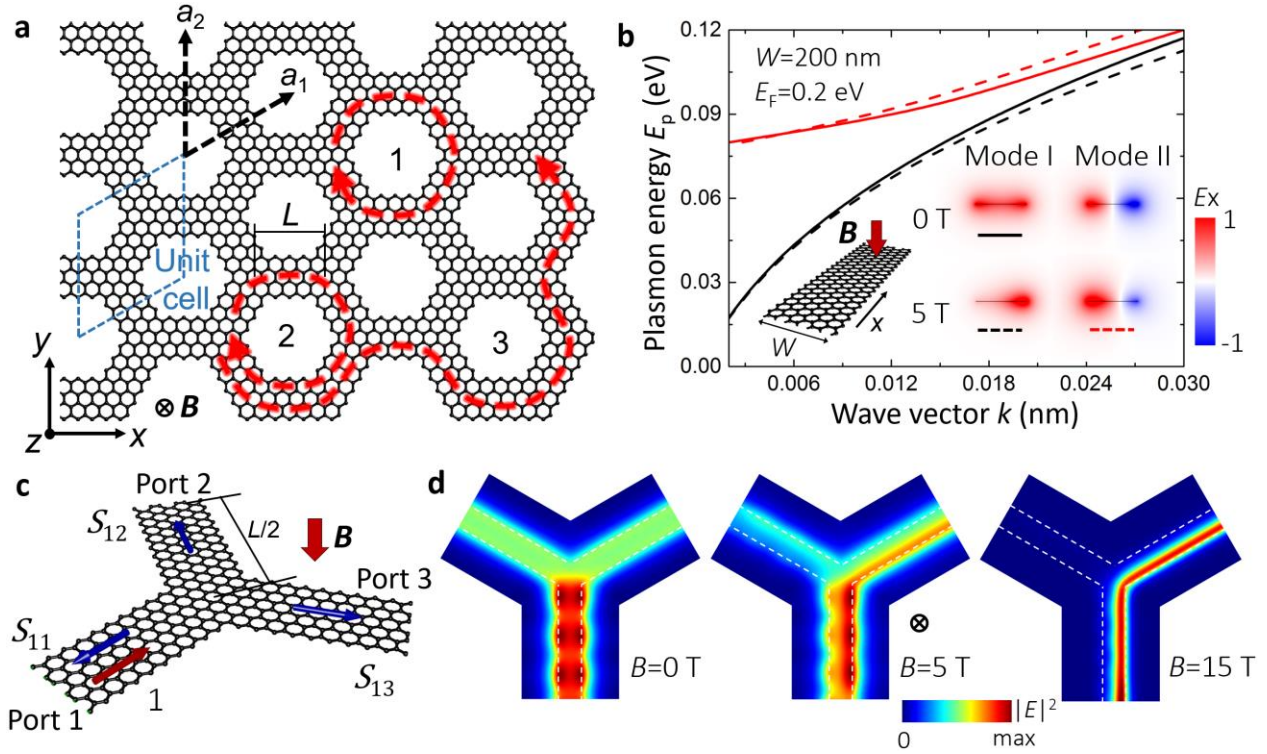 a
a₂
a₁
1
L
Unit
cell
2
3
y
z
x
⊗ B
b
Plasmon energy Eₚ (eV)
0.12
0.09
0.06
0.03
0.00
W=200 nm
E_F=0.2 eV
Mode I Mode II
0 T
5 T
B
W
x
Ex
1
0
-1
0.006 0.012 0.018 0.024 0.030
Wave vector k (nm)
c
Port 2
S₁₂
L/2
B
Port 3
S₁₁
S₁₃
Port 1
1
d
B=0 T
⊗
B=5 T
B=15 T
|E|²
0 max